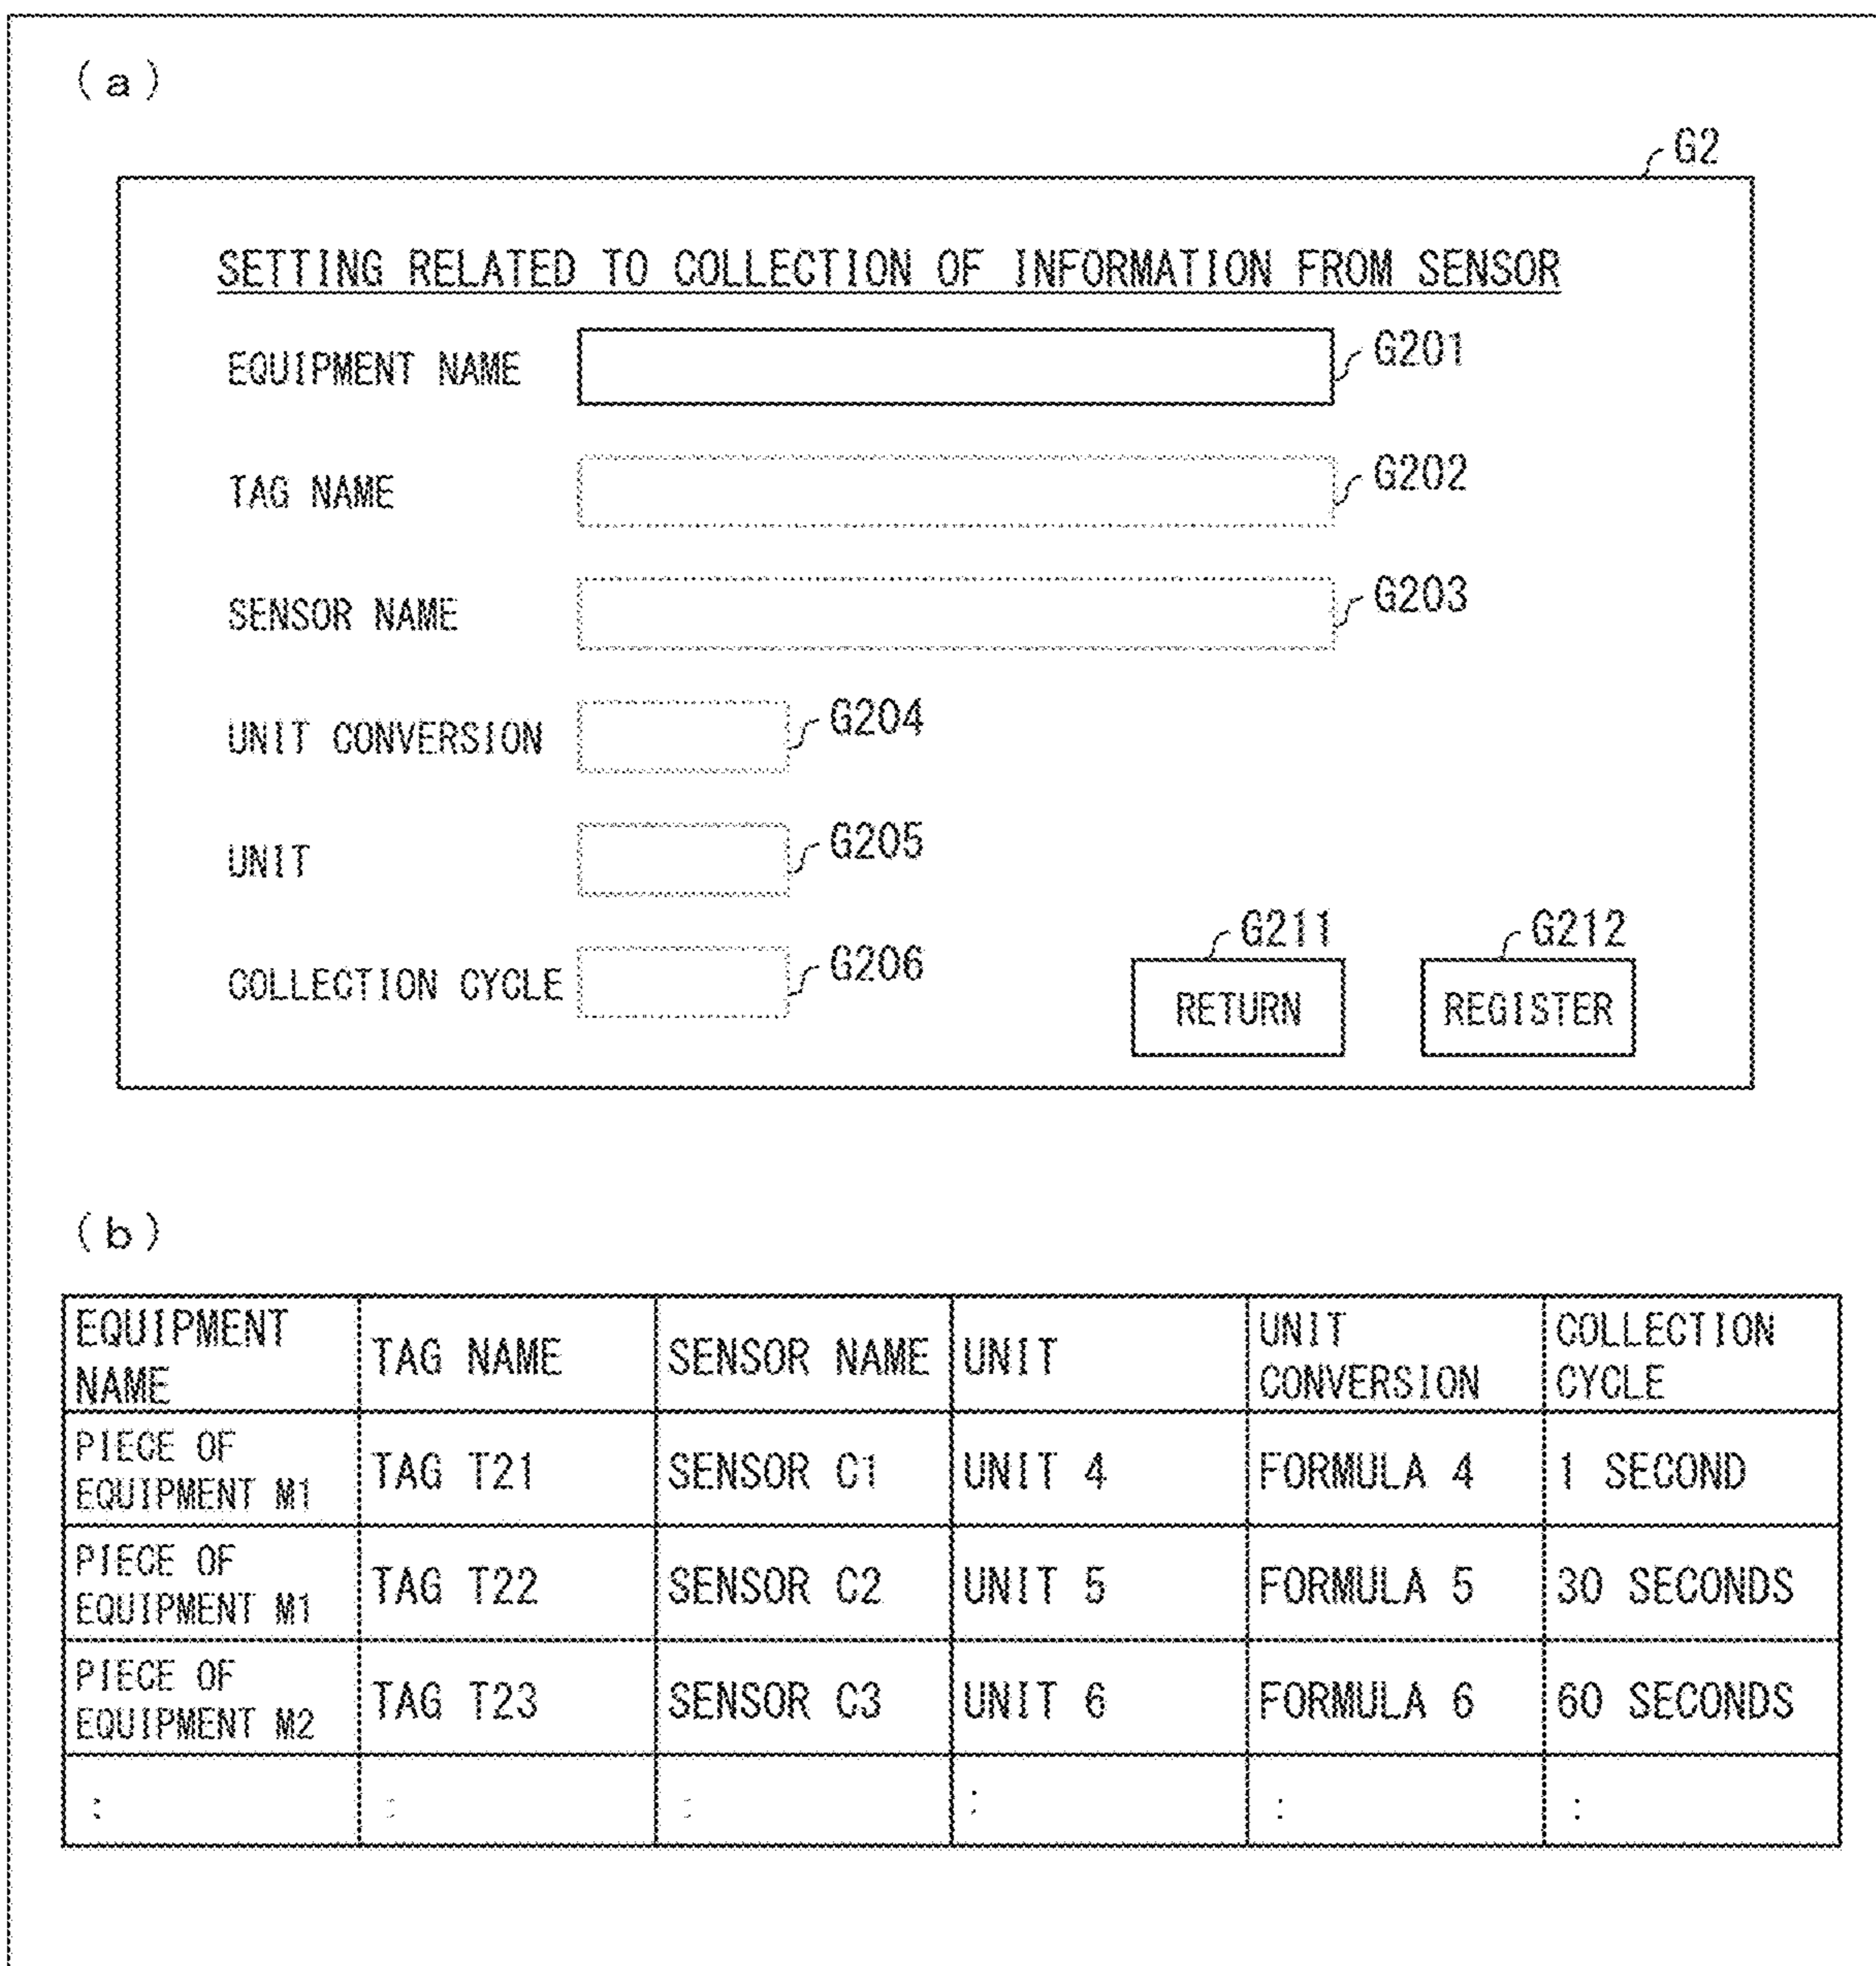 (a)
G2
SETTING RELATED TO COLLECTION OF INFORMATION FROM SENSOR
EQUIPMENT NAME G201
TAG NAME G202
SENSOR NAME G203
UNIT CONVERSION G204
UNIT G205
COLLECTION CYCLE G206
G211 G212
RETURN REGISTER
(b)
EQUIPMENT NAME TAG NAME SENSOR NAME UNIT UNIT CONVERSION COLLECTION CYCLE
PIECE OF EQUIPMENT M1 TAG T21 SENSOR C1 UNIT 4 FORMULA 4 1 SECOND
PIECE OF EQUIPMENT M1 TAG T22 SENSOR C2 UNIT 5 FORMULA 5 30 SECONDS
PIECE OF EQUIPMENT M2 TAG T23 SENSOR C3 UNIT 6 FORMULA 6 60 SECONDS
: : : : : :